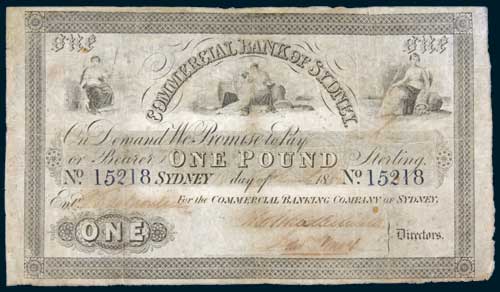 ONE ONE
COMMERCIAL BANK OF SYDNEY.
On Demand We Promise to Pay
or Bearer ONE POUND Sterling.
No. 15218 SYDNEY day of 18 No. 15218
Entd. For the COMMERCIAL BANKING COMPANY OF SYDNEY,
ONE
Directors.